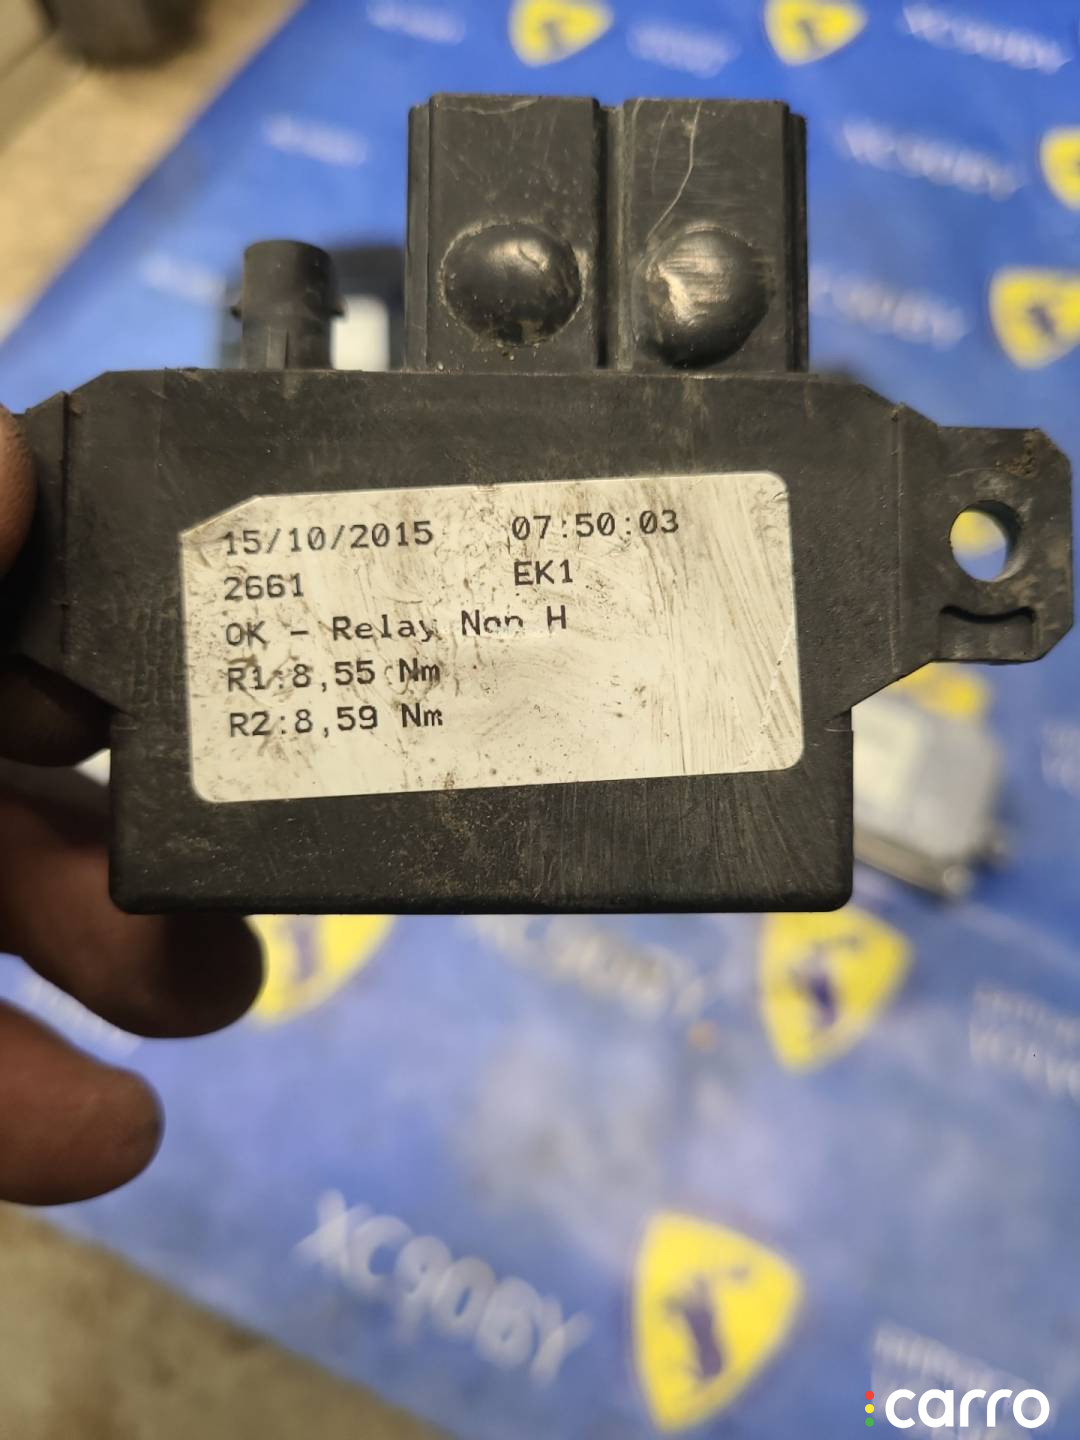 15/10/2015 07:50:03
2661 EK1
OK - Relay Non H
R1:8,55 Nm
R2:8,59 Nm
XC90BY
carro